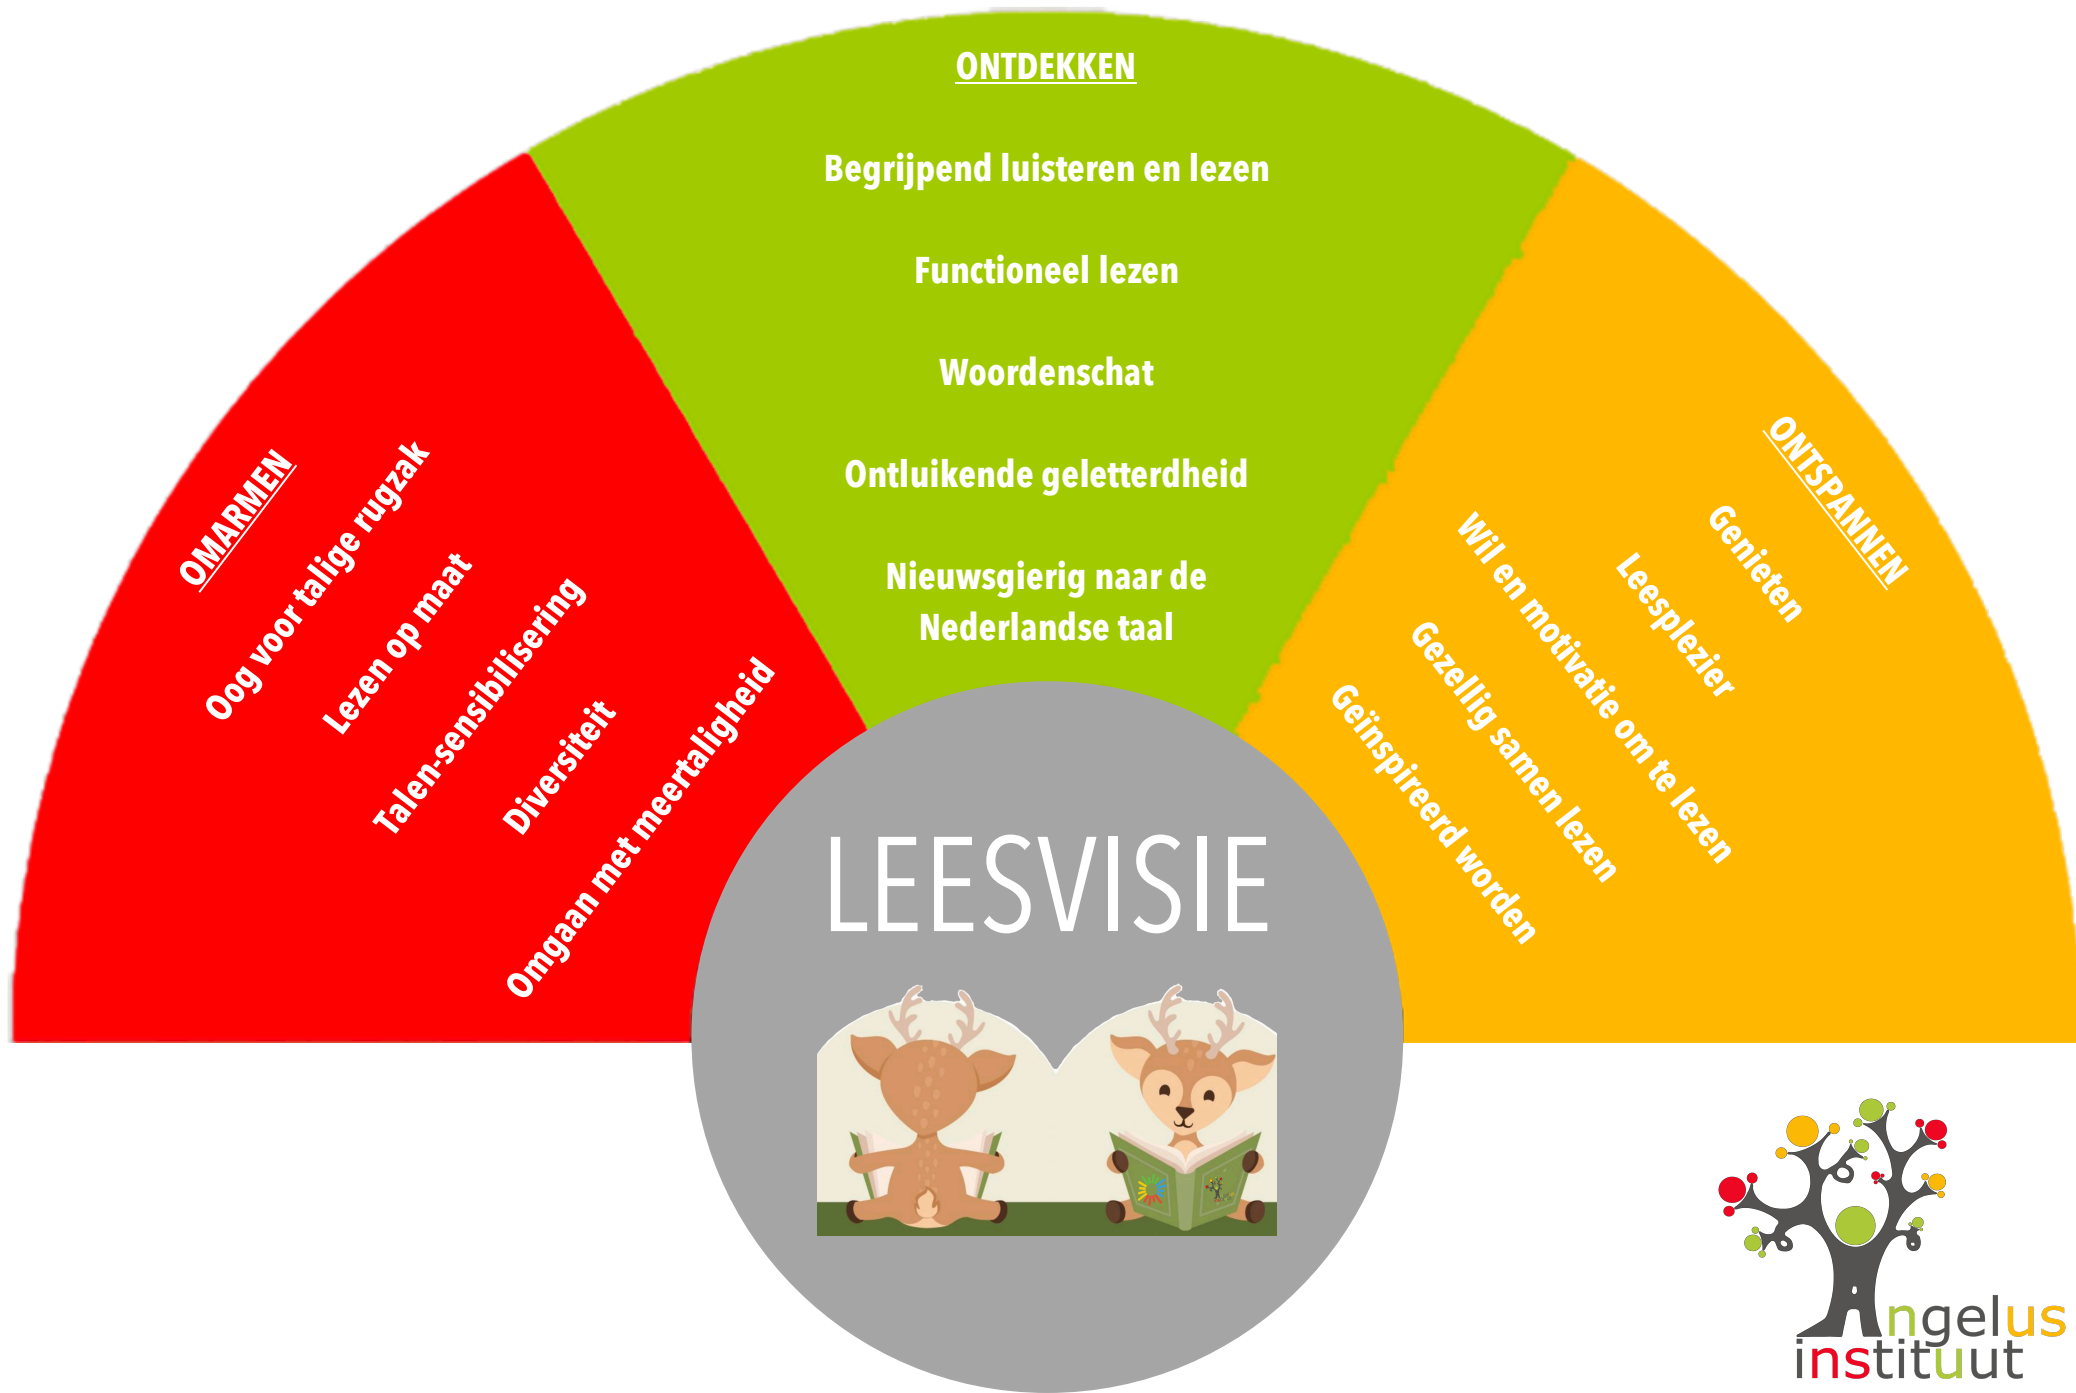 ONTDEKKEN
Begrijpend luisteren en lezen
Functioneel lezen
Woordenschat
Ontluikende geletterdheid
Nieuwsgierig naar de
Nederlandse taal
OMARMEN
Oog voor talige rugzak
Lezen op maat
Talen-sensibilisering
Diversiteit
Omgaan met meertaligheid
ONTSPANNEN
Genieten
Leesplezier
Wil en motivatie om te lezen
Gezellig samen lezen
Geïnspireerd worden
LEESVISIE
Angelus
instituut